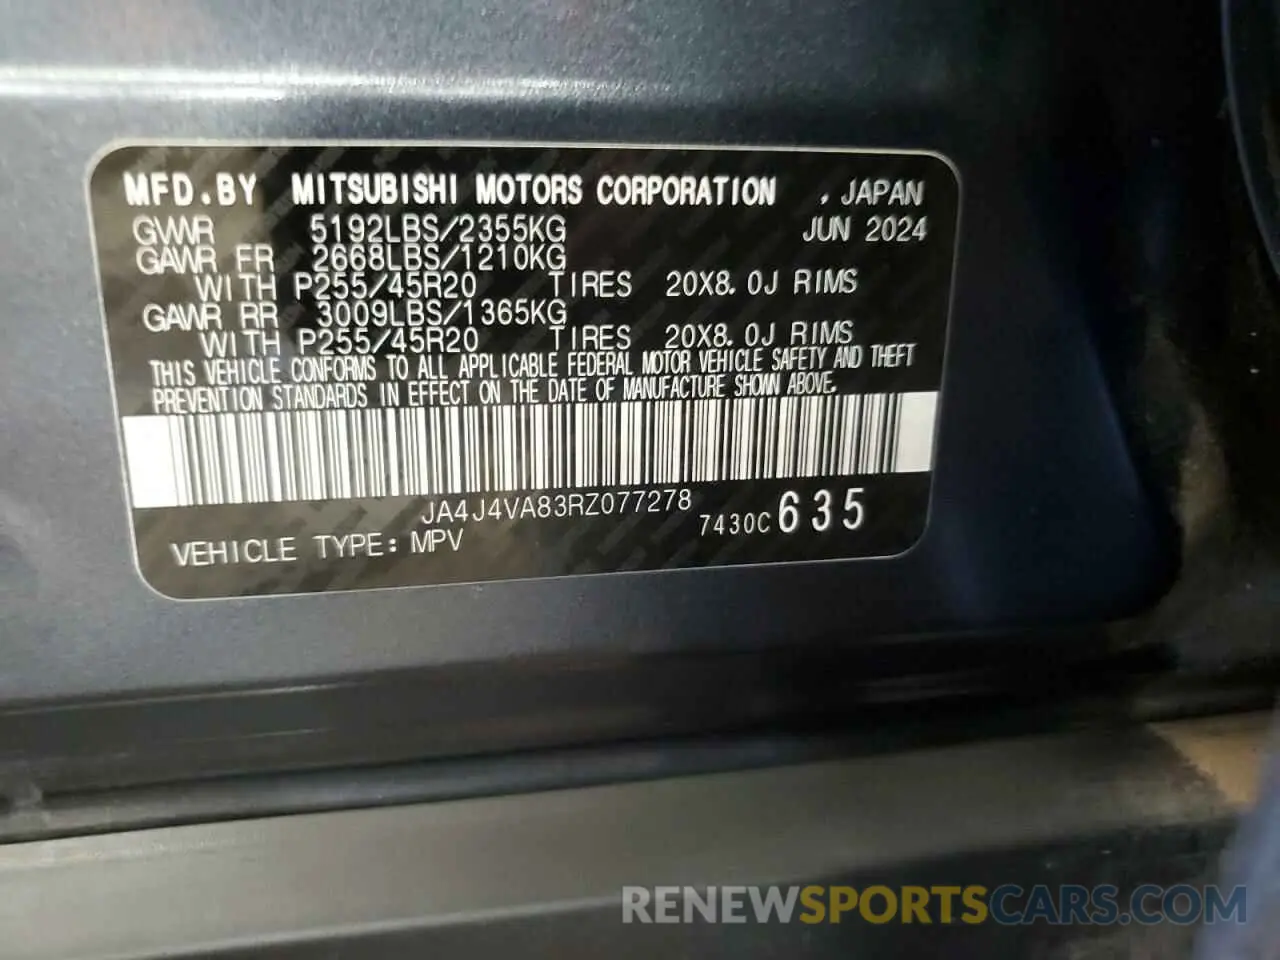 MFD.BY MITSUBISHI MOTORS CORPORATION , JAPAN
GVWR 5192LBS/2355KG JUN 2024
GAWR FR 2668LBS/1210KG
WITH P255/45R20 TIRES 20X8.0J RIMS
GAWR RR 3009LBS/1365KG
WITH P255/45R20 TIRES 20X8.0J RIMS
THIS VEHICLE CONFORMS TO ALL APPLICABLE FEDERAL MOTOR VEHICLE SAFETY AND THEFT
PREVENTION STANDARDS IN EFFECT ON THE DATE OF MANUFACTURE SHOWN ABOVE.
JA4J4VA83RZ077278 7430C 635
VEHICLE TYPE: MPV
RENEWSPORTSCARS.COM